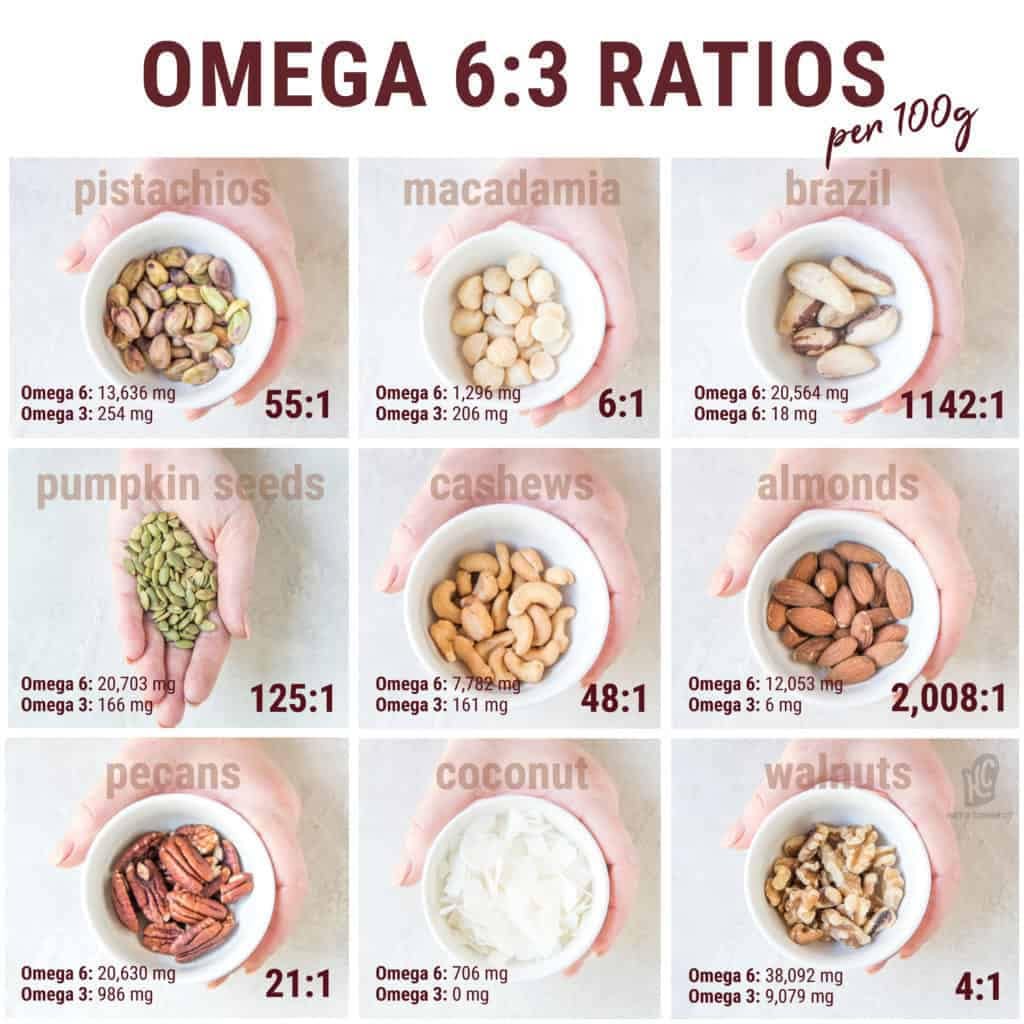 OMEGA 6:3 RATIOS
per 100g
pistachios
Omega 6: 13,636 mg
Omega 3: 254 mg
55:1
macadamia
Omega 6: 1,296 mg
Omega 3: 206 mg
6:1
brazil
Omega 6: 20,564 mg
Omega 6: 18 mg
1142:1
pumpkin seeds
Omega 6: 20,703 mg
Omega 3: 166 mg
125:1
cashews
Omega 6: 7,782 mg
Omega 3: 161 mg
48:1
almonds
Omega 6: 12,053 mg
Omega 3: 6 mg
2,008:1
pecans
Omega 6: 20,630 mg
Omega 3: 986 mg
21:1
coconut
Omega 6: 706 mg
Omega 3: 0 mg
walnuts
Omega 6: 38,092 mg
Omega 3: 9,079 mg
4:1